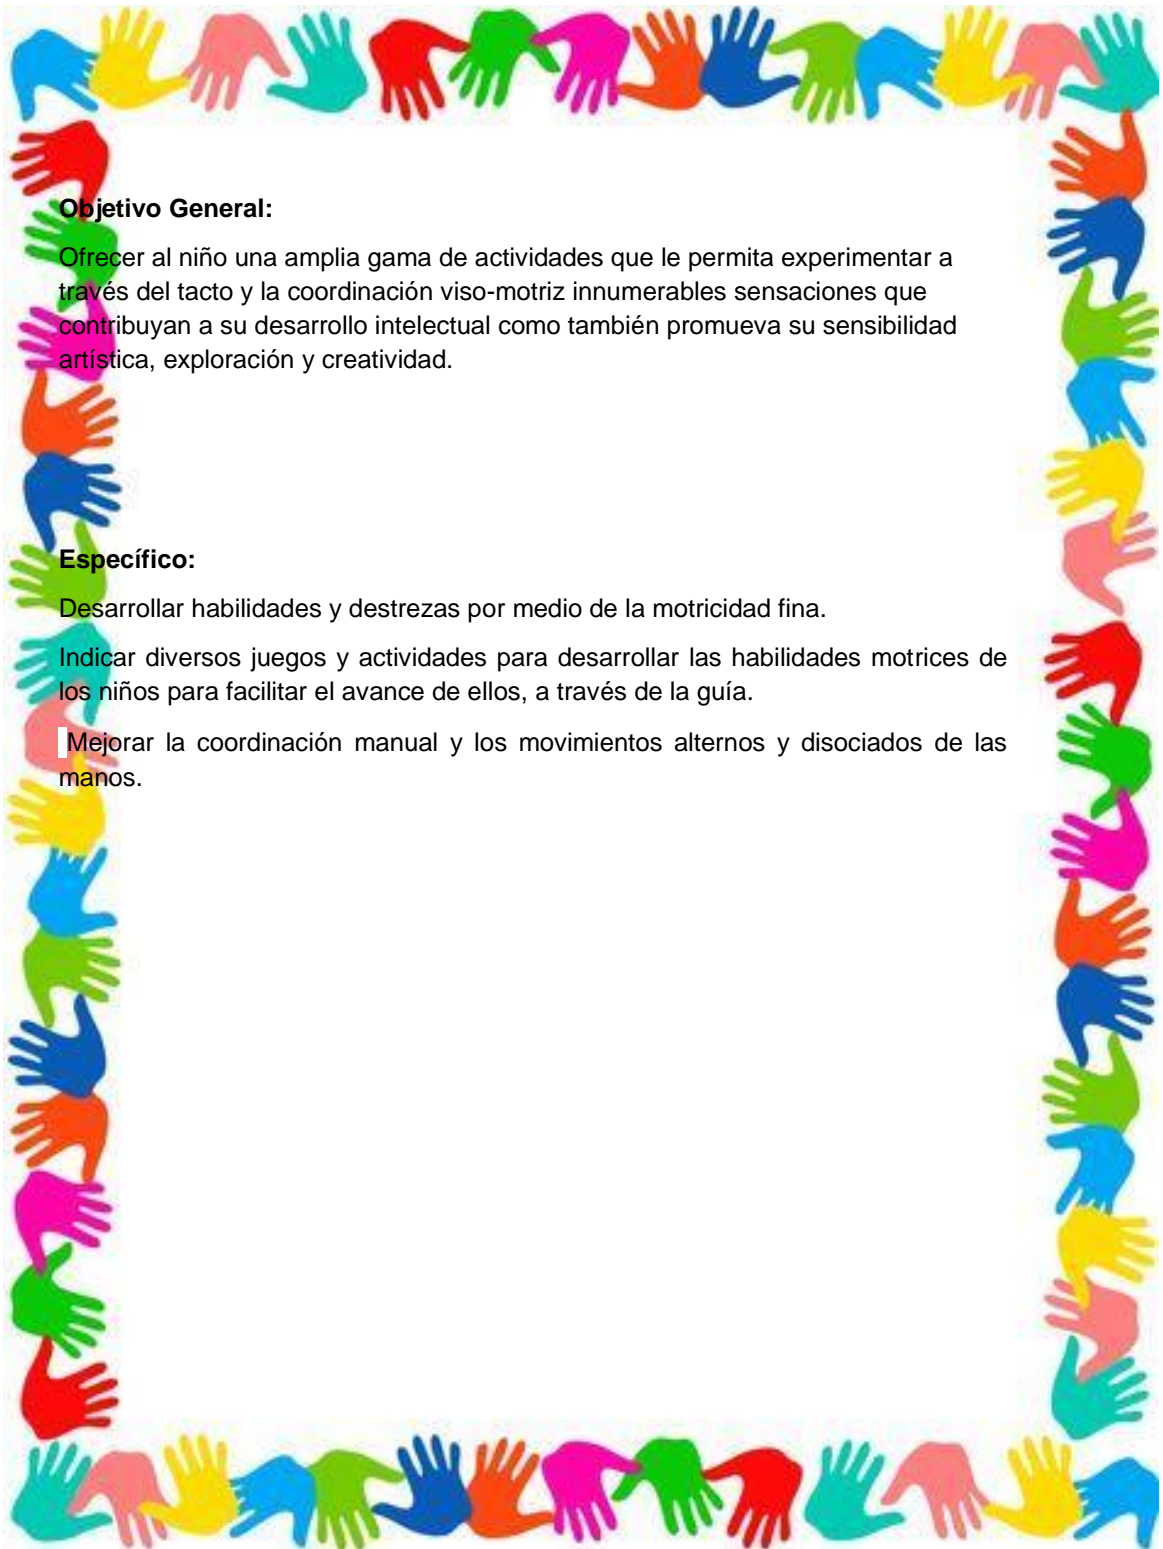 Objetivo General:
Ofrecer al niño una amplia gama de actividades que le permita experimentar a
través del tacto y la coordinación viso-motriz innumerables sensaciones que
contribuyan a su desarrollo intelectual como también promueva su sensibilidad
artística, exploración y creatividad.
Específico:
Desarrollar habilidades y destrezas por medio de la motricidad fina.
Indicar diversos juegos y actividades para desarrollar las habilidades motrices de
los niños para facilitar el avance de ellos, a través de la guía.
Mejorar la coordinación manual y los movimientos alternos y disociados de las
manos.